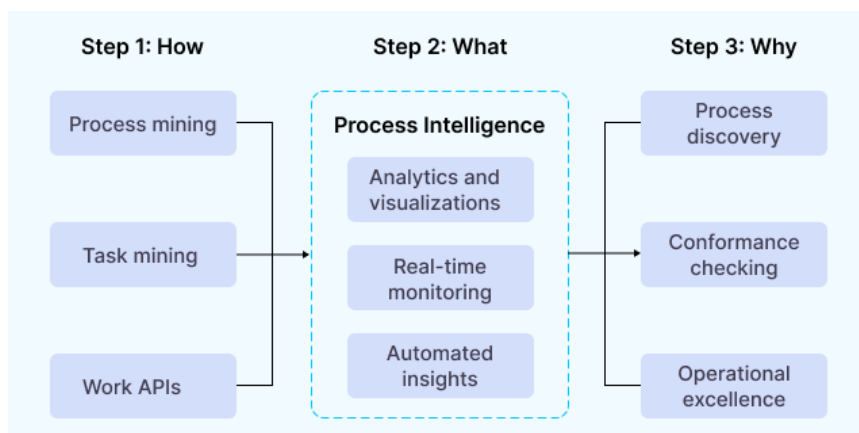 Step 1: How
Process mining
Task mining
Work APIs
Step 2: What
Process Intelligence
Analytics and
visualizations
Real-time
monitoring
Automated
insights
Step 3: Why
Process
discovery
Conformance
checking
Operational
excellence